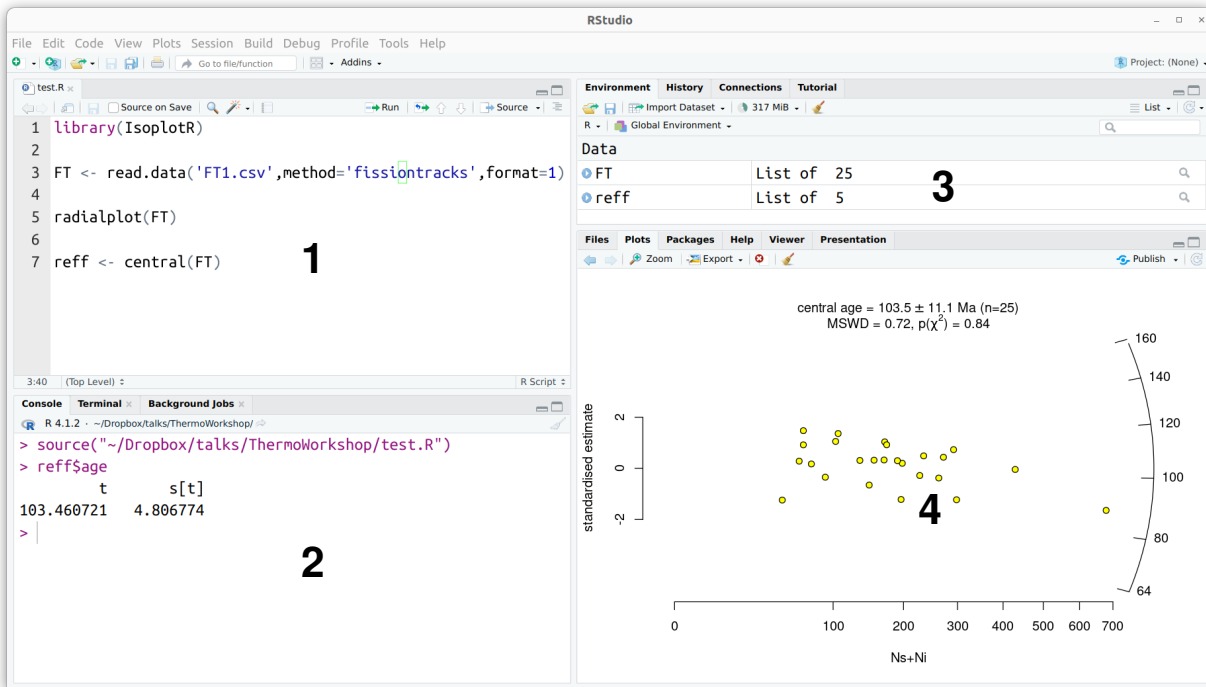 RStudio
File Edit Code View Plots Session Build Debug Profile Tools Help
Go to file/function Addins Project: (None)
test.R
Source on Save Run Source
1 library(IsoplotR)
2
3 FT <- read.data('FT1.csv',method='fissiontracks',format=1)
4
5 radialplot(FT)
6
7 reff <- central(FT)
1
3:40 (Top Level) R Script
Console Terminal Background Jobs
R 4.1.2 · ~/Dropbox/talks/ThermoWorkshop/
> source("~/Dropbox/talks/ThermoWorkshop/test.R")
> reff$age
t s[t]
103.460721 4.806774
>
2
Environment History Connections Tutorial
Import Dataset 317 MiB List
R Global Environment
Data
FT List of 25
reff List of 5
3
Files Plots Packages Help Viewer Presentation
Zoom Export Publish
central age = 103.5 ± 11.1 Ma (n=25)
MSWD = 0.72, p(χ²) = 0.84
160
140
120
100
80
64
standardised estimate
2
0
-2
4
0 100 200 300 400 500 600 700
Ns+Ni